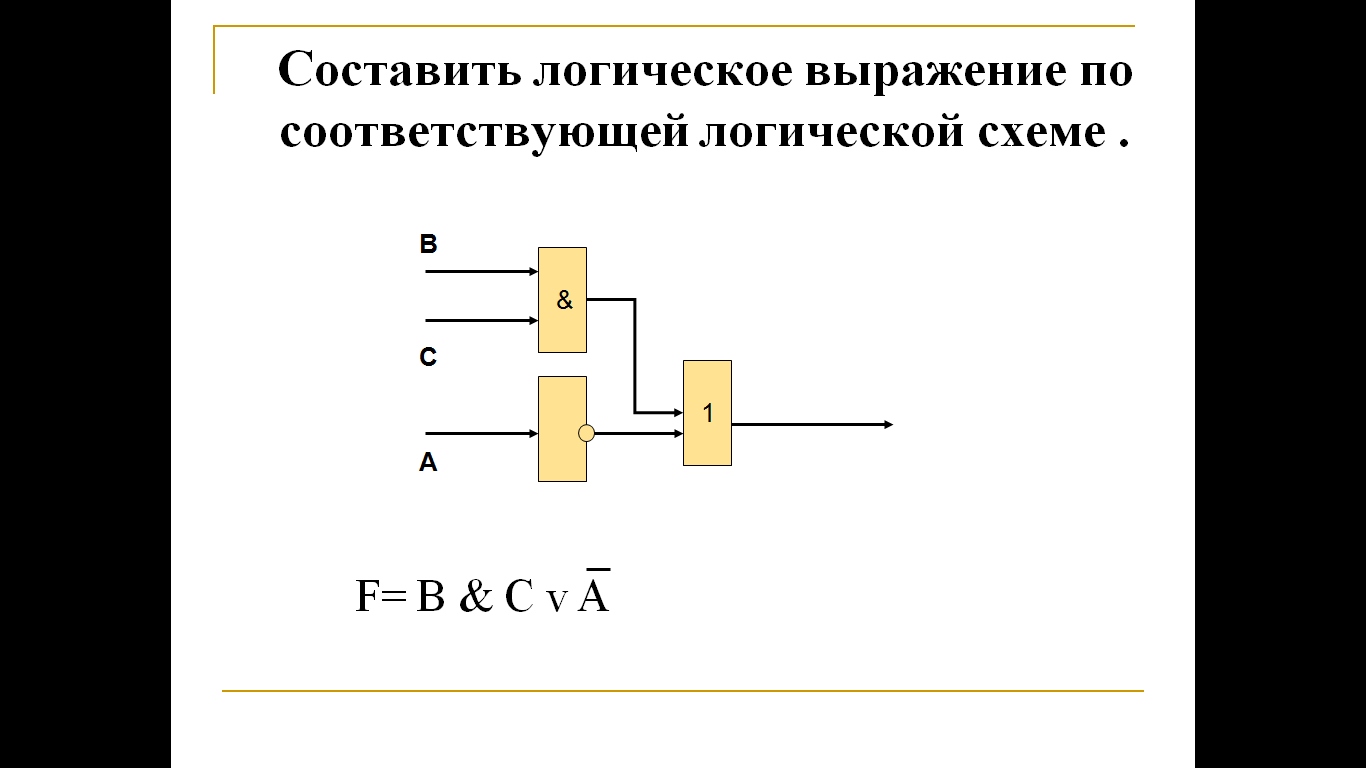 Составить логическое выражение по
соответствующей логической схеме .
B
&
C
1
A
F= B & C v A̅